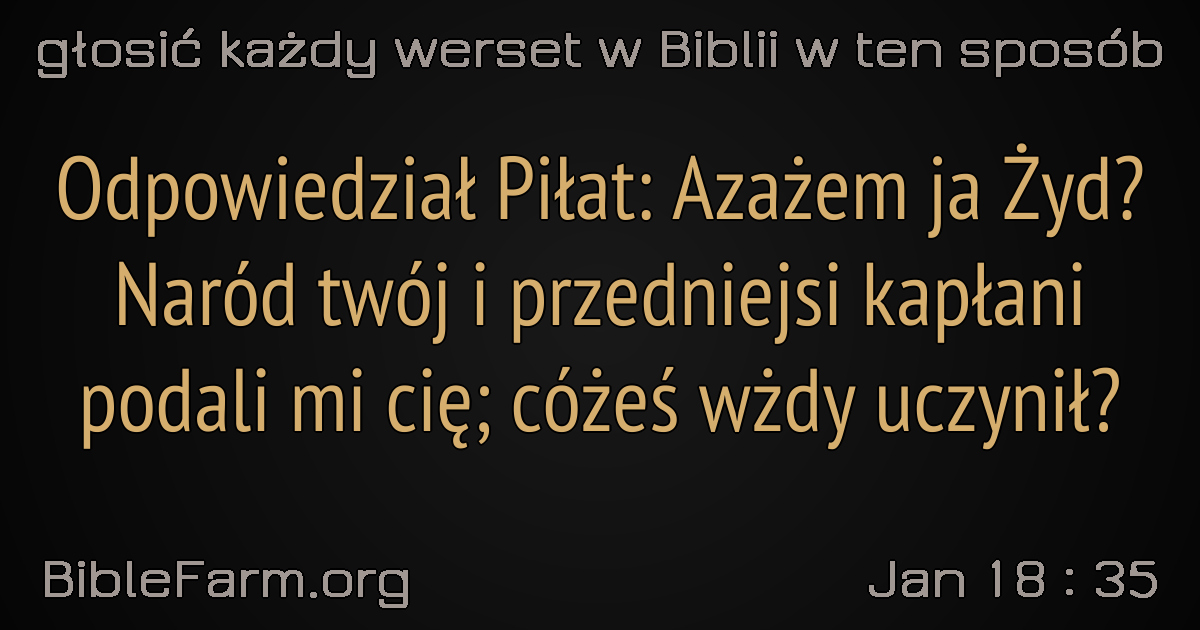 głosić każdy werset w Biblii w ten sposób
Odpowiedział Piłat: Azażem ja Żyd?
Naród twój i przedniejsi kapłani
podali mi cię; cóżeś wżdy uczynił?
BibleFarm.org
Jan 18 : 35